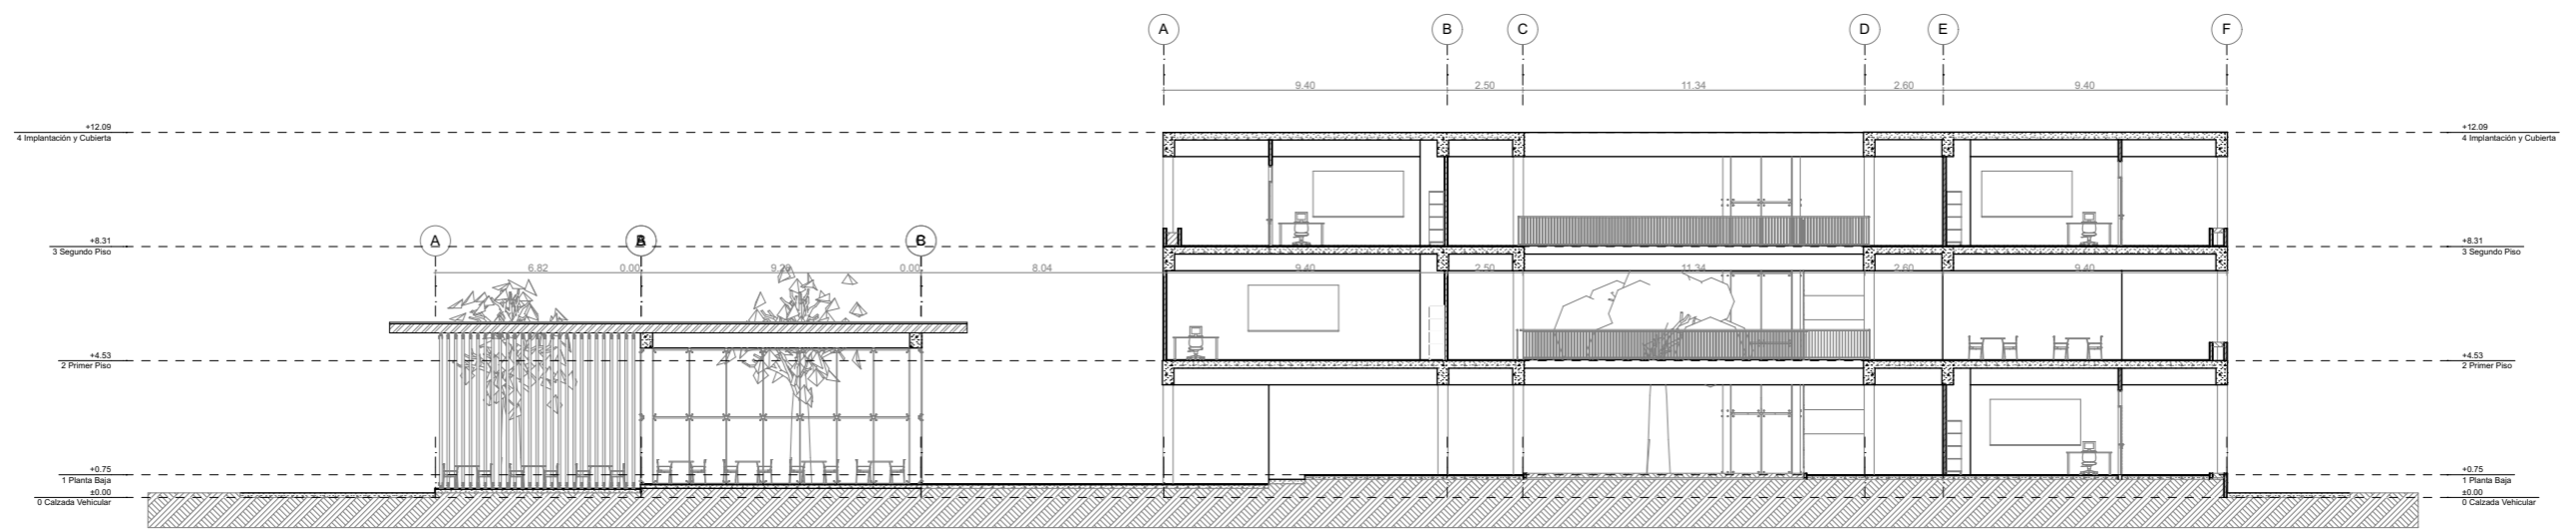 A B C D E F
9.40 2.50 11.34 2.60 9.40
+12.09 +12.09
4 Implantación y Cubierta 4 Implantación y Cubierta
A B
+8.31 +8.31
3 Segundo Piso 3 Segundo Piso
6.82 0.00 9.29 0.00 8.04 9.40 2.50 11.34 2.60 9.40
+4.53 +4.53
2 Primer Piso 2 Primer Piso
+0.75 +0.75
1 Planta Baja 1 Planta Baja
±0.00 ±0.00
0 Calzada Vehicular 0 Calzada Vehicular